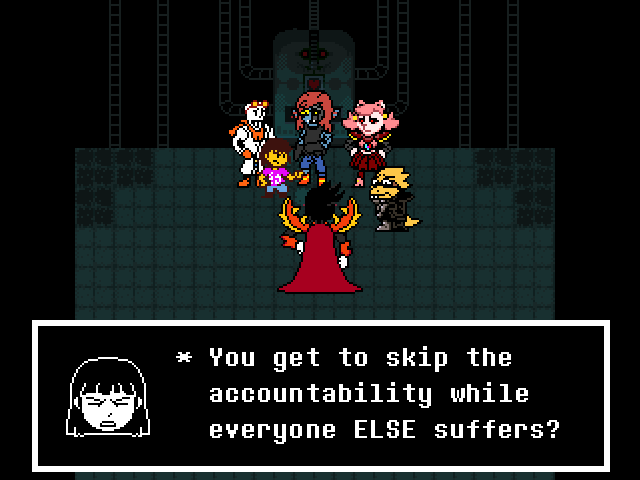 * You get to skip the
accountability while
everyone ELSE suffers?